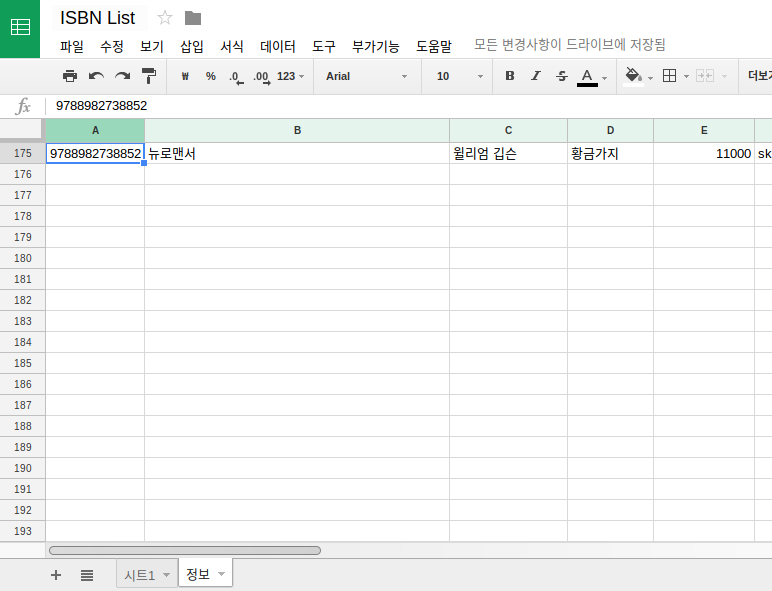 ISBN List
파일 수정 보기 삽입 서식 데이터 도구 부가기능 도움말 모든 변경사항이 드라이브에 저장됨
₩ % .0 .00 123 Arial 10 B I S A 더보기
fx 9788982738852
A B C D E
175 9788982738852 뉴로맨서 윌리엄 깁슨 황금가지 11000 sk
176
177
178
179
180
181
182
183
184
185
186
187
188
189
190
191
192
193
+ 시트1 정보